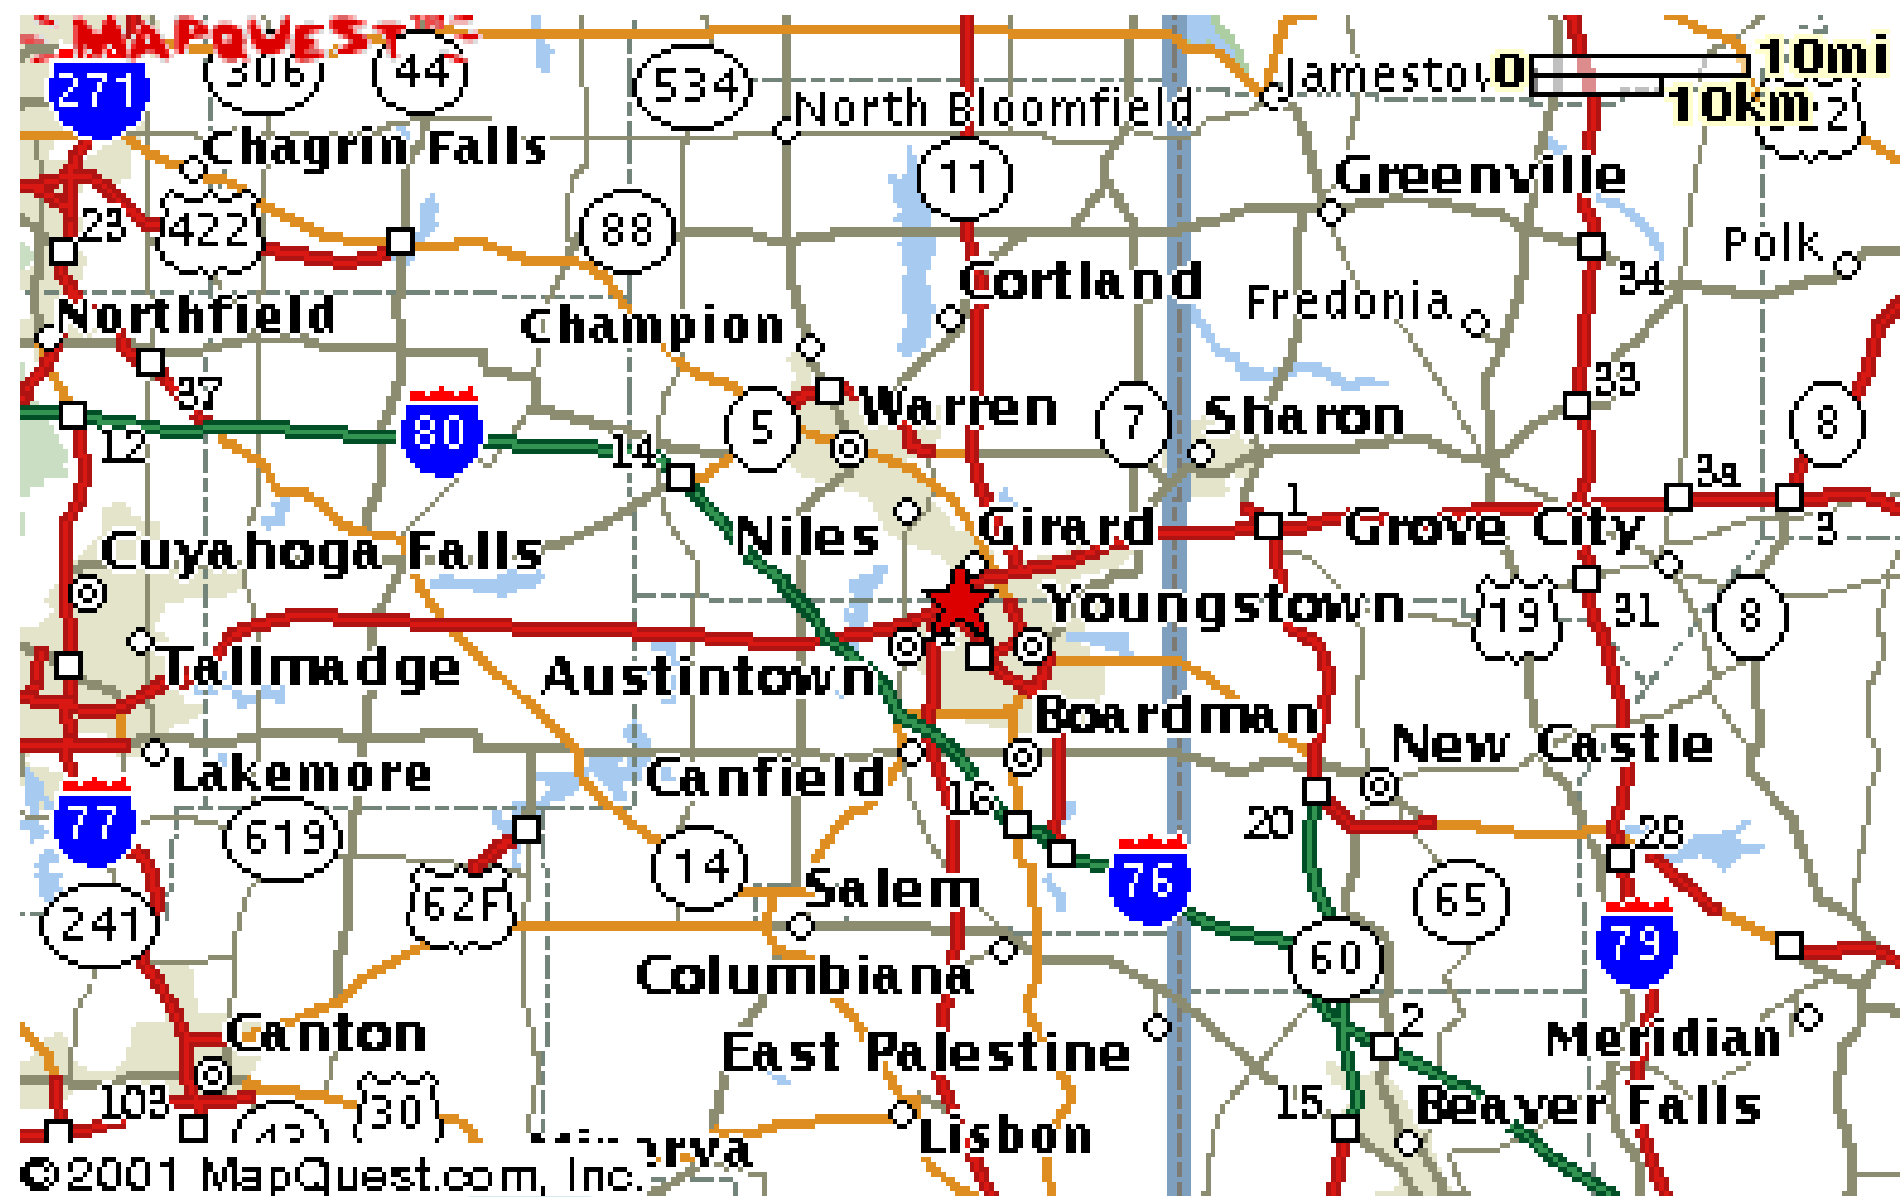 MAPQUEST
271
306
44
534
Jamestow
0
10mi
10km
North Bloomfield
Chagrin Falls
11
Greenville
23
422
88
Polk
Cortland
34
Fredonia
Northfield
Champion
37
33
5
Warren
7
Sharon
8
80
12
14
3a
1
Niles
Girard
Grove City
3
Cuyahoga Falls
Youngstown
19
31
8
Tallmadge
Austintown
Boardman
New Castle
Lakemore
Canfield
16
77
619
20
28
14
76
62F
Salem
65
241
79
60
Columbiana
Canton
2
East Palestine
Meridian
103
30
15
Beaver Falls
Lisbon
©2001 MapQuest.com, Inc.